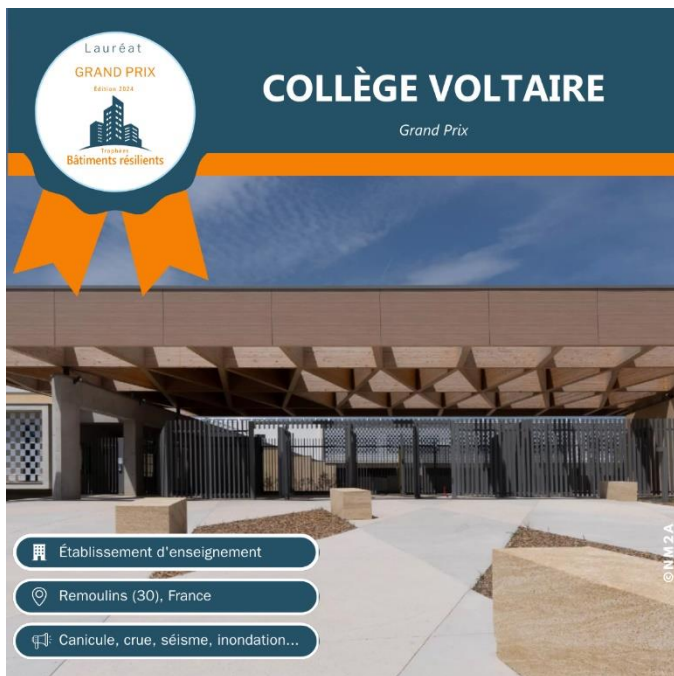 Lauréat
GRAND PRIX
Édition 2024
Trophées
Bâtiments résilients
COLLÈGE VOLTAIRE
Grand Prix
Établissement d'enseignement
Remoulins (30), France
Canicule, crue, séisme, inondation...
©NM2A